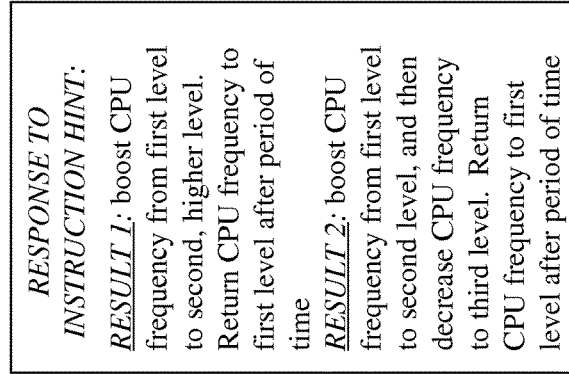 RESPONSE TO
INSTRUCTION HINT:
RESULT 1: boost CPU
frequency from first level
to second, higher level.
Return CPU frequency to
first level after period of
time
RESULT 2: boost CPU
frequency from first level
to second level, and then
decrease CPU frequency
to third level. Return
CPU frequency to first
level after period of time